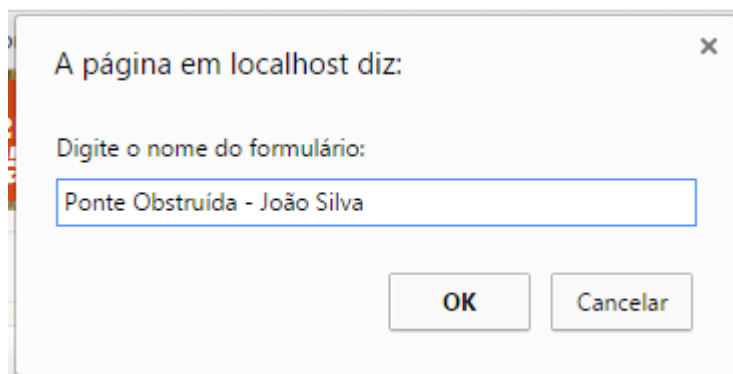 A página em localhost diz:
Digite o nome do formulário:
Ponte Obstruída - João Silva
OK
Cancelar